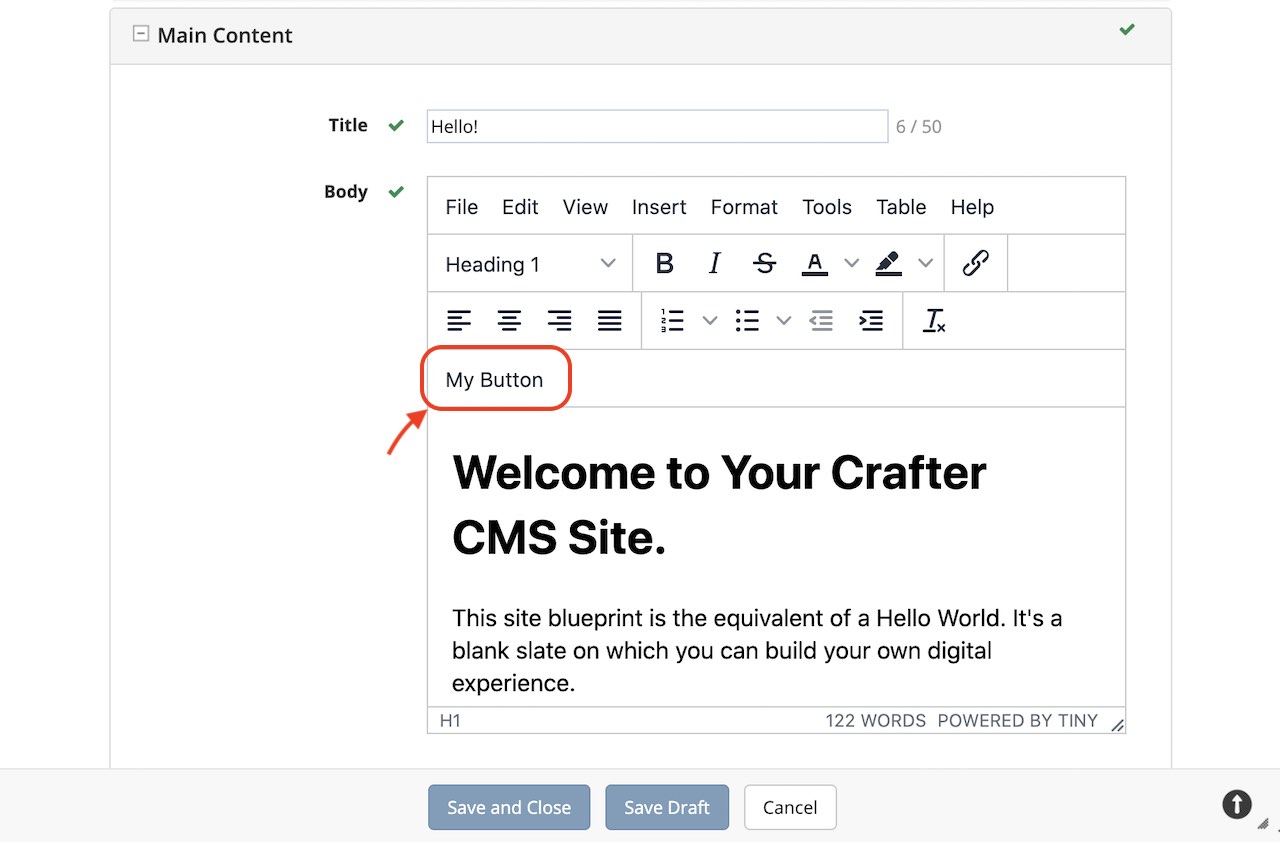 Main Content
Title
Hello!
6 / 50
Body
File Edit View Insert Format Tools Table Help
Heading 1
My Button
Welcome to Your Crafter
CMS Site.
This site blueprint is the equivalent of a Hello World. It's a
blank slate on which you can build your own digital
experience.
H1
122 WORDS POWERED BY TINY
Save and Close
Save Draft
Cancel